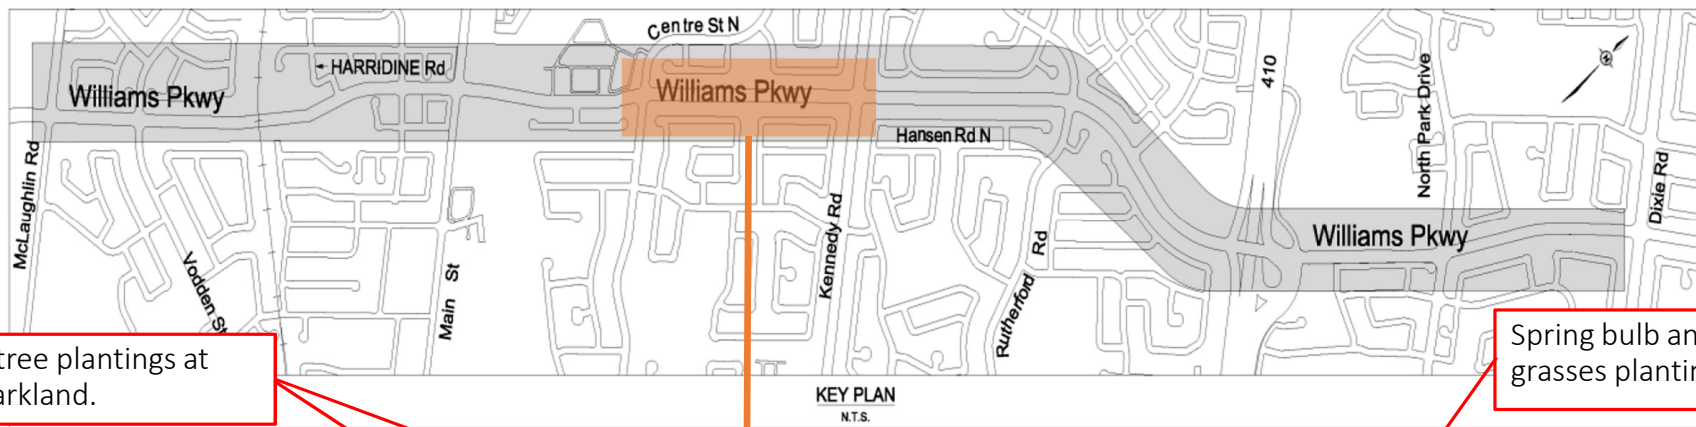 Centre St N
HARRIDINE Rd
Williams Pkwy
Williams Pkwy
410
North Park Drive
Hansen Rd N
McLaughlin Rd
Dixie Rd
Williams Pkwy
Vodden St
Main St
Kennedy Rd
Rutherford Rd
tree plantings at
arkland.
Spring bulb an
grasses plantin
KEY PLAN
N.T.S.